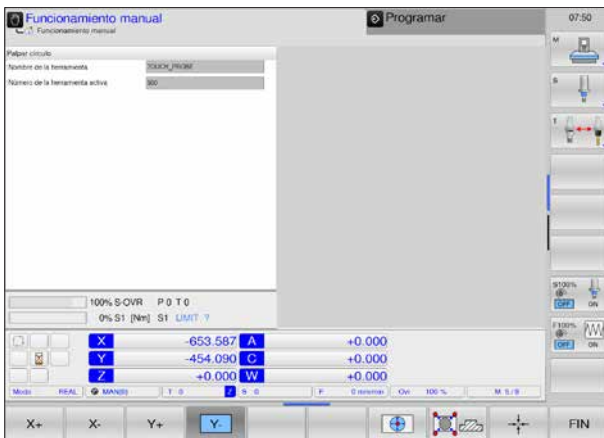 Funcionamiento manual
Funcionamiento manual
Programar
07:50
Palper círculo
Nombre de la herramienta
TOUCH_PROBE
Número de la herramienta activa
500
M
S
T
100% S-OVR P 0 T 0
0% S1 [Nm] S1 LIMIT ?
S100%
OFF ON
F100%
OFF ON
X -653.587 A +0.000
Y -454.090 C +0.000
Z +0.000 W +0.000
Modo REAL MAN(0) T 0 Z S 0 F 0 mm/min Ovr 100 % M 5/9
X+ X- Y+ Y- FIN